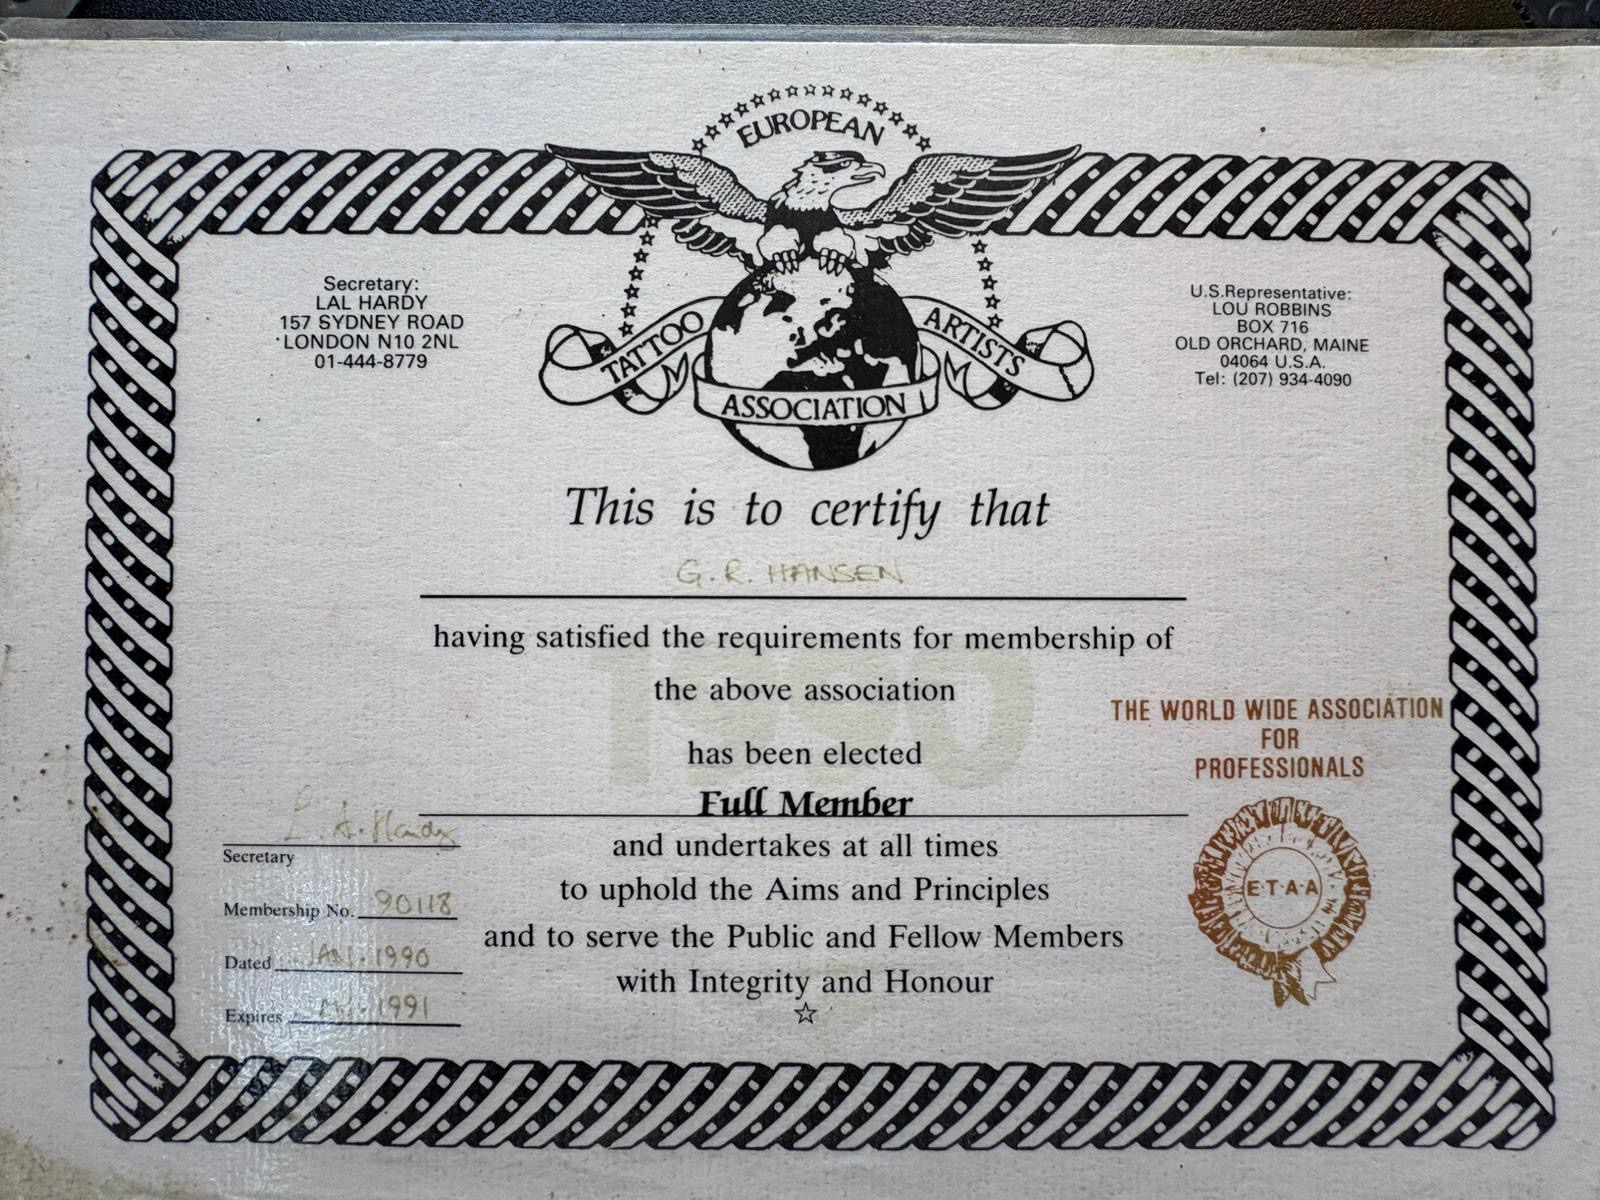 EUROPEAN
TATTOO
ARTISTS
ASSOCIATION
Secretary:
LAL HARDY
157 SYDNEY ROAD
LONDON N10 2NL
01-444-8779
U.S.Representative:
LOU ROBBINS
BOX 716
OLD ORCHARD, MAINE
04064 U.S.A.
Tel: (207) 934-4090
This is to certify that
G. R. HANSEN
1990
having satisfied the requirements for membership of
the above association
has been elected
Full Member
and undertakes at all times
to uphold the Aims and Principles
and to serve the Public and Fellow Members
with Integrity and Honour
THE WORLD WIDE ASSOCIATION
FOR
PROFESSIONALS
E·T·A·A
L. A. Hardy
Secretary
Membership No. 90118
Dated JAN. 1990
Expires 1991